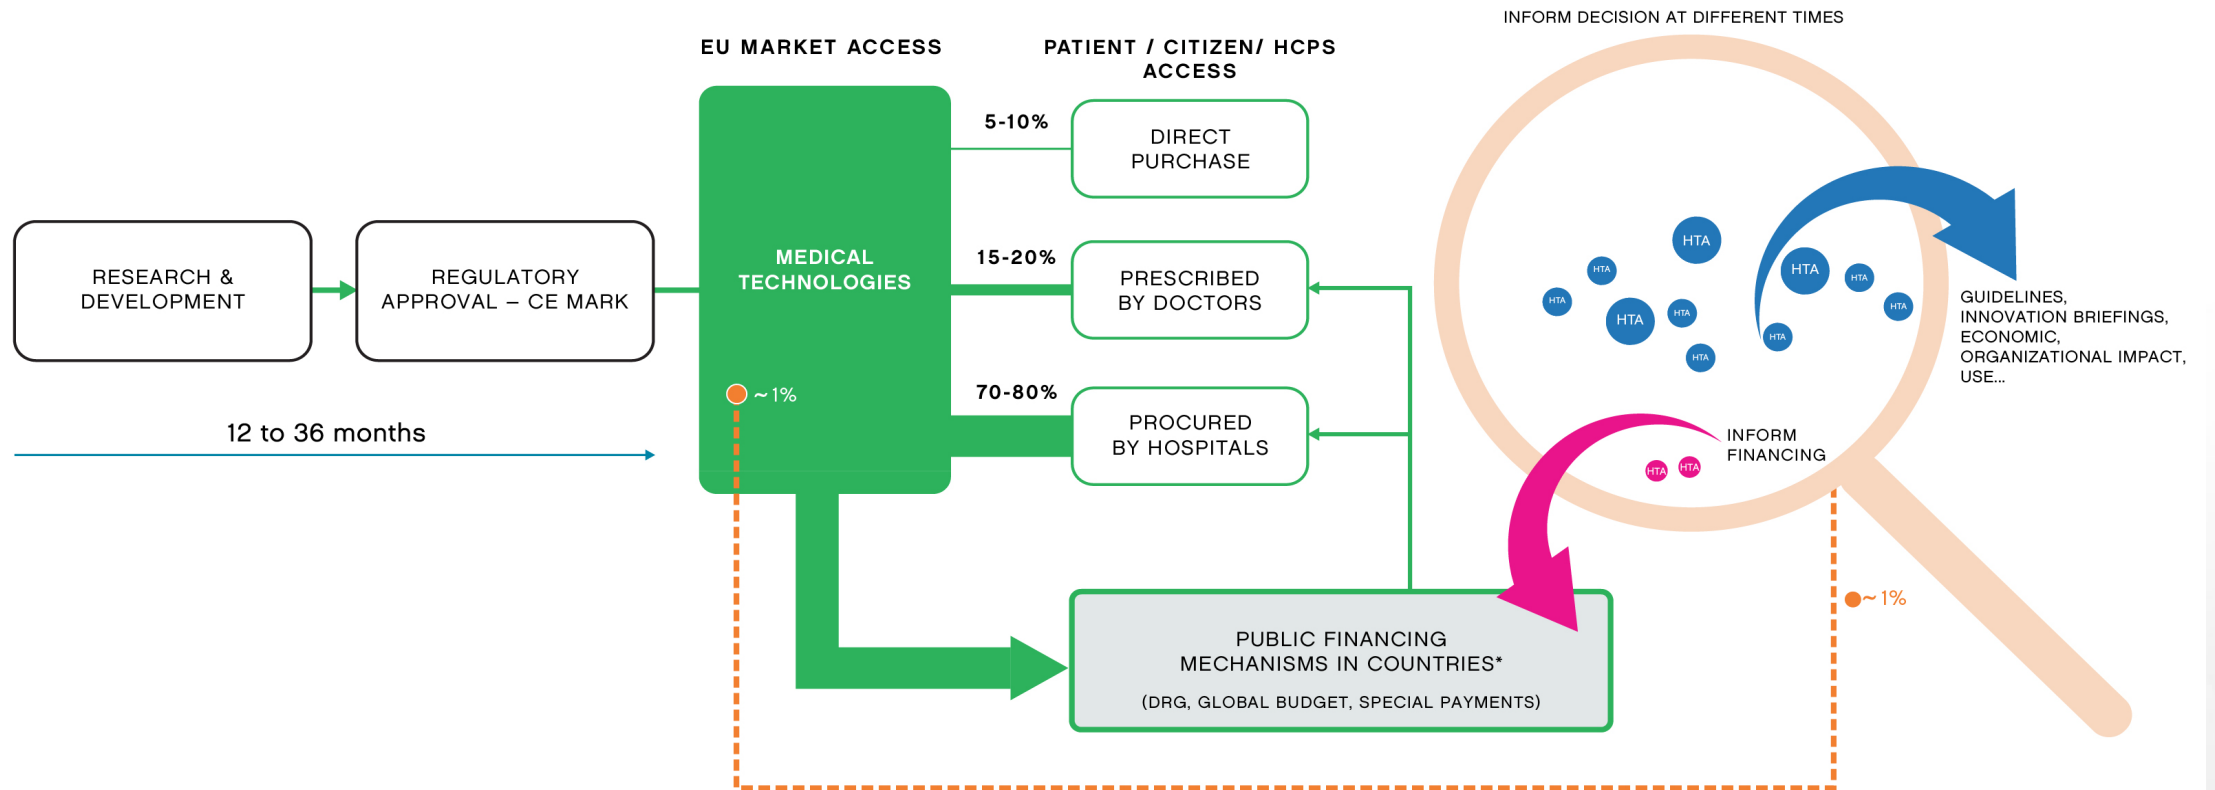 INFORM DECISION AT DIFFERENT TIMES
EU MARKET ACCESS
PATIENT / CITIZEN/ HCPS
ACCESS
RESEARCH &
DEVELOPMENT
REGULATORY
APPROVAL – CE MARK
12 to 36 months
MEDICAL
TECHNOLOGIES
~ 1%
5-10%
DIRECT
PURCHASE
15-20%
PRESCRIBED
BY DOCTORS
70-80%
PROCURED
BY HOSPITALS
PUBLIC FINANCING
MECHANISMS IN COUNTRIES*
(DRG, GLOBAL BUDGET, SPECIAL PAYMENTS)
HTA
HTA
HTA
HTA
HTA
HTA
HTA
HTA
HTA
HTA
GUIDELINES,
INNOVATION BRIEFINGS,
ECONOMIC,
ORGANIZATIONAL IMPACT,
USE...
INFORM
FINANCING
HTA
HTA
~ 1%